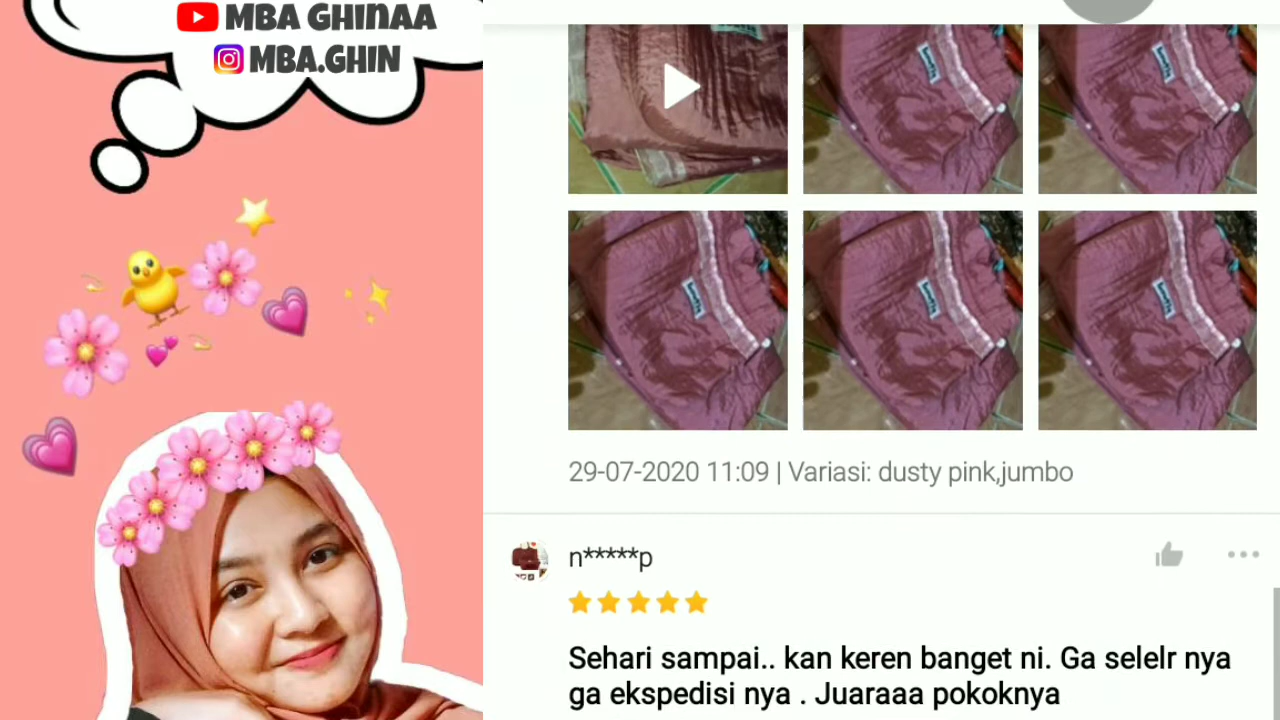 MBA GHINAA
MBA.GHIN
29-07-2020 11:09 | Variasi: dusty pink,jumbo
n*****p
Sehari sampai.. kan keren banget ni. Ga selelr nya
ga ekspedisi nya . Juaraaa pokoknya